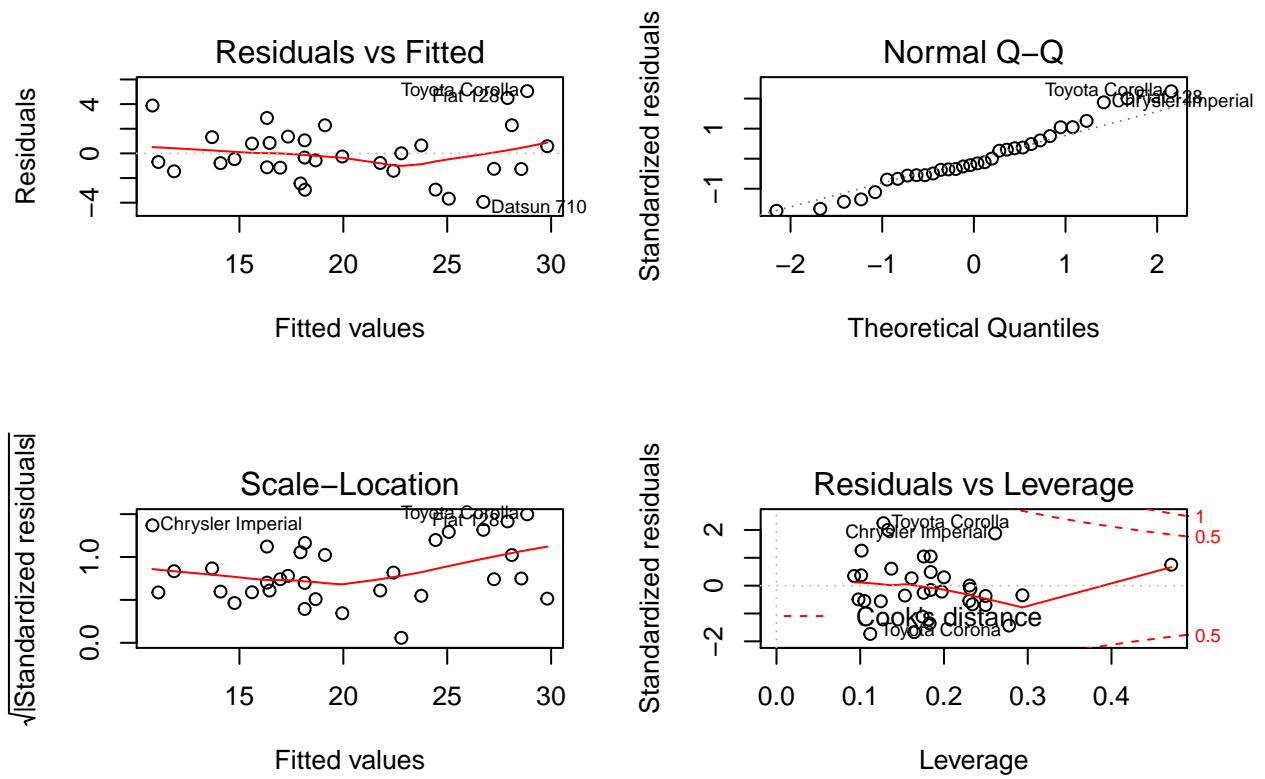 Residuals vs Fitted
Residuals
4
0
−4
Toyota Corolla
Fiat 128
Datsun 710
15
20
25
30
Fitted values
Normal Q−Q
Standardized residuals
1
−1
Toyota Corolla
Fiat 128
Chrysler Imperial
−2
−1
0
1
2
Theoretical Quantiles
Scale−Location
√|Standardized residuals|
1.0
0.0
Toyota Corolla
Fiat 128
Chrysler Imperial
15
20
25
30
Fitted values
Residuals vs Leverage
Standardized residuals
2
0
−2
Toyota Corolla
Chrysler Imperial
Cook's distance
Toyota Corona
1
0.5
0.5
0.0
0.1
0.2
0.3
0.4
Leverage